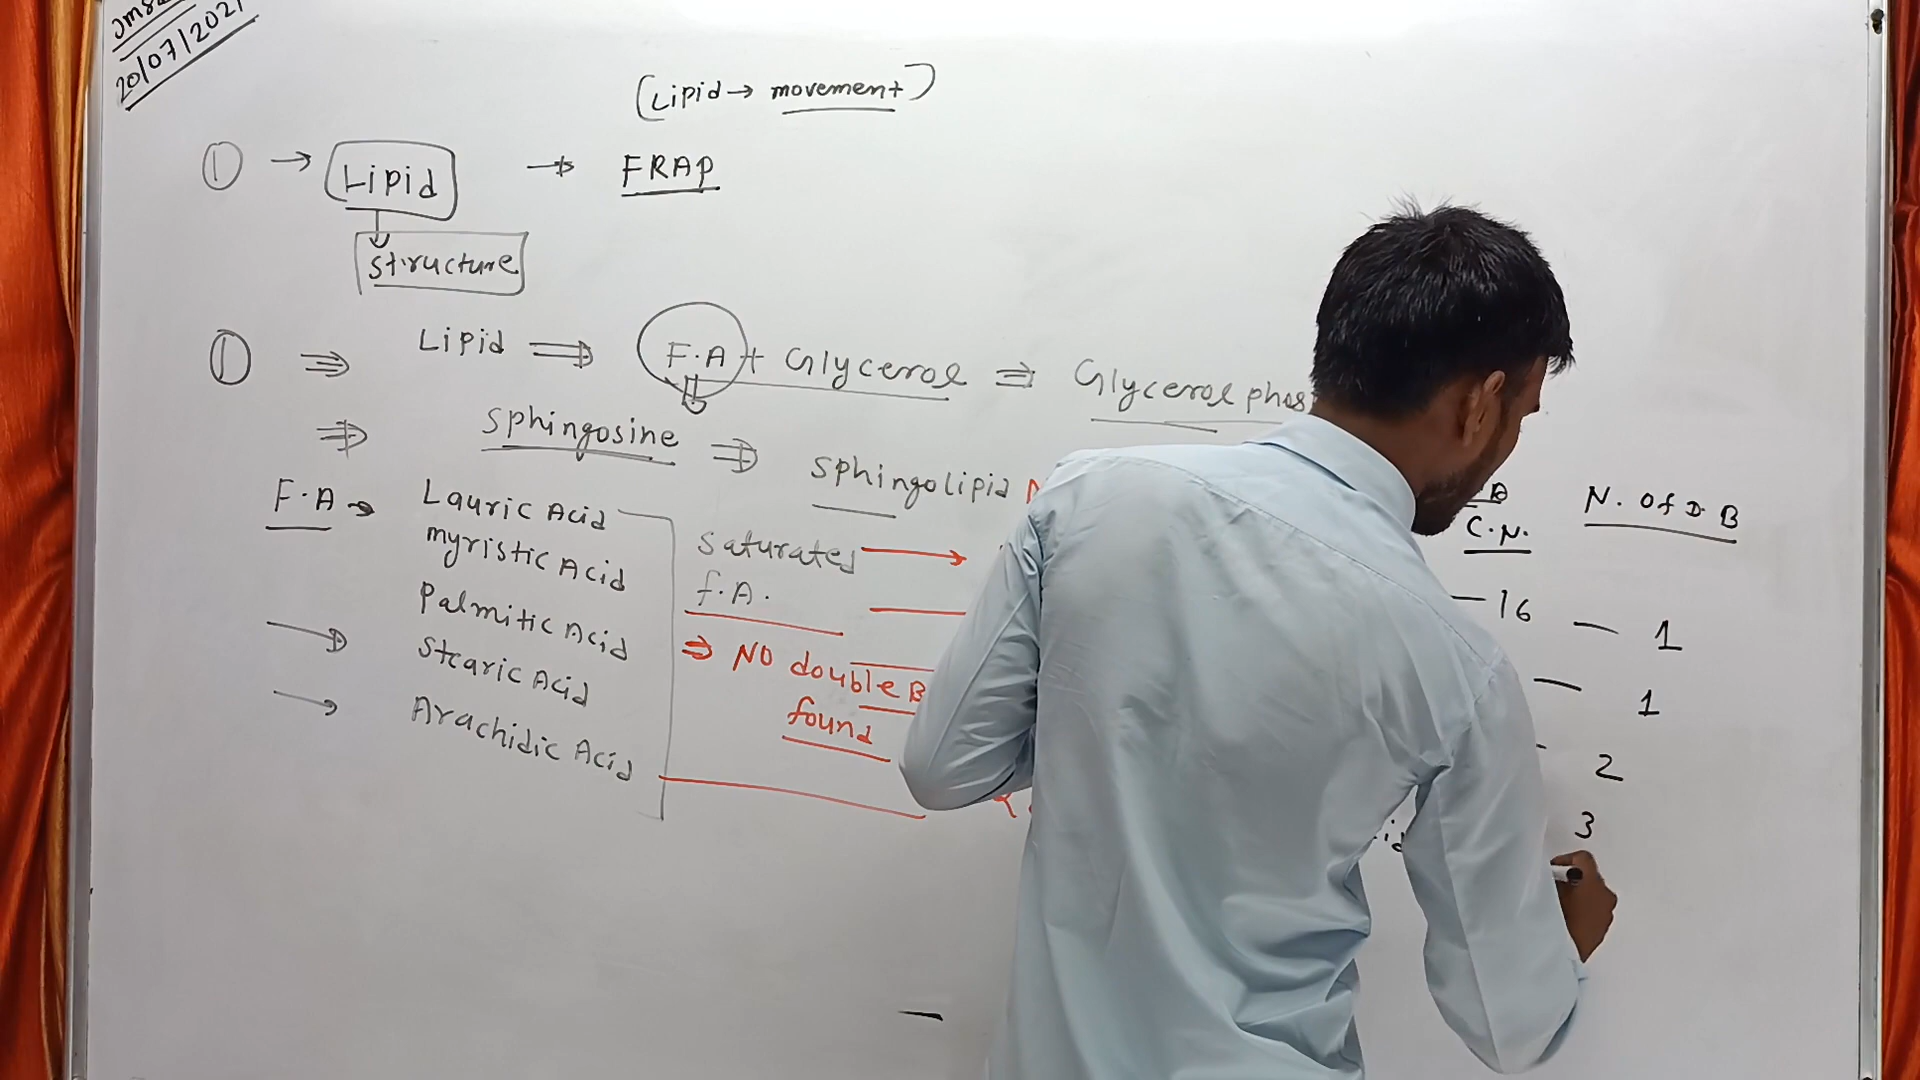 20/07/2021
(Lipid → movement)
① → Lipid → FRAP
structure
① ⇒ Lipid ⇒ F.A + Glycerol ⇒ Glycerol phos
⇒ sphingosine ⇒ sphingolipid
F.A → Lauric Acid
myristic Acid
Palmitic Acid
→ stearic Acid
→ Arachidic Acid
saturated →
f.A.
⇒ NO double B
found
C.N.
N. of D.B
— 16 — 1
— 1
- 2
3